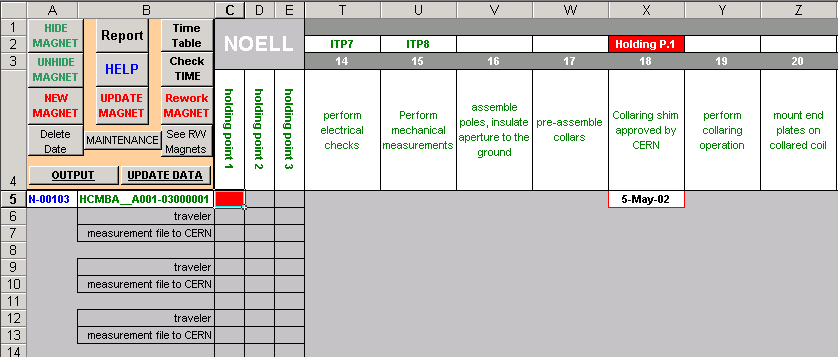 A B C D E T U V W X Y Z
1
HIDE MAGNET Report Time Table NOELL
2 ITP7 ITP8 Holding P.1
UNHIDE MAGNET HELP Check TIME
3 14 15 16 17 18 19 20
NEW MAGNET UPDATE MAGNET Rework MAGNET
Delete Date MAINTENANCE See RW Magnets
OUTPUT UPDATE DATA
4 holding point 1 holding point 2 holding point 3
perform electrical checks
Perform mechanical measurements
assemble poles, insulate aperture to the ground
pre-assemble collars
Collaring shim approved by CERN
perform collaring operation
mount end plates on collared coil
5 N-00103 HCMBA__A001-03000001 5-May-02
6 traveler
7 measurement file to CERN
8
9 traveler
10 measurement file to CERN
11
12 traveler
13 measurement file to CERN
14